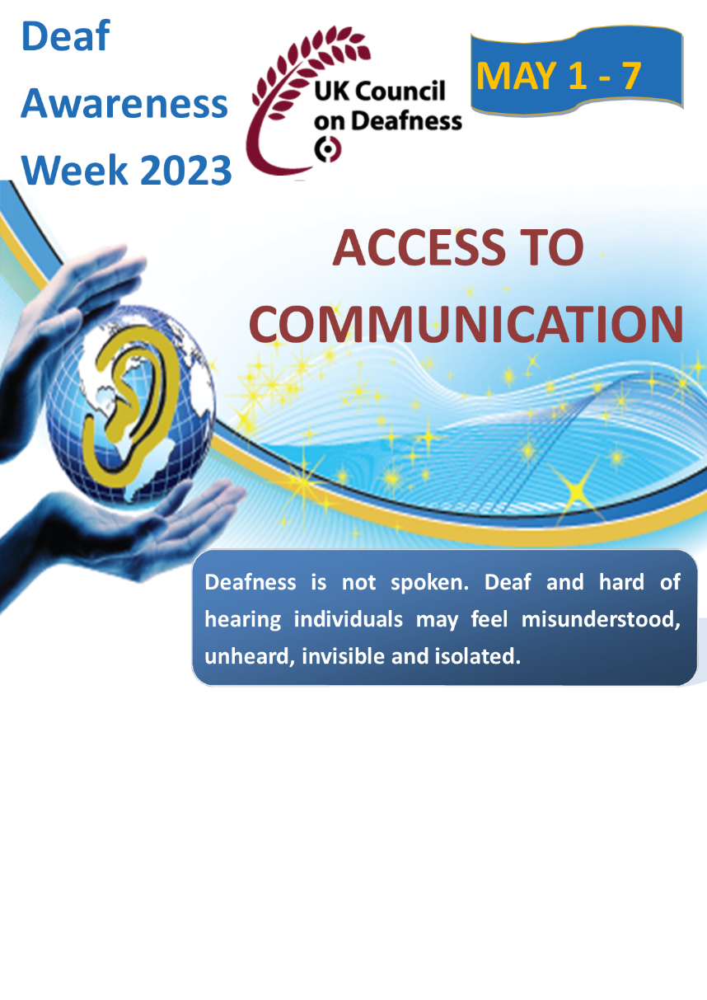 Deaf
Awareness
Week 2023
UK Council
on Deafness
MAY 1 - 7
ACCESS TO
COMMUNICATION
Deafness is not spoken. Deaf and hard of
hearing individuals may feel misunderstood,
unheard, invisible and isolated.